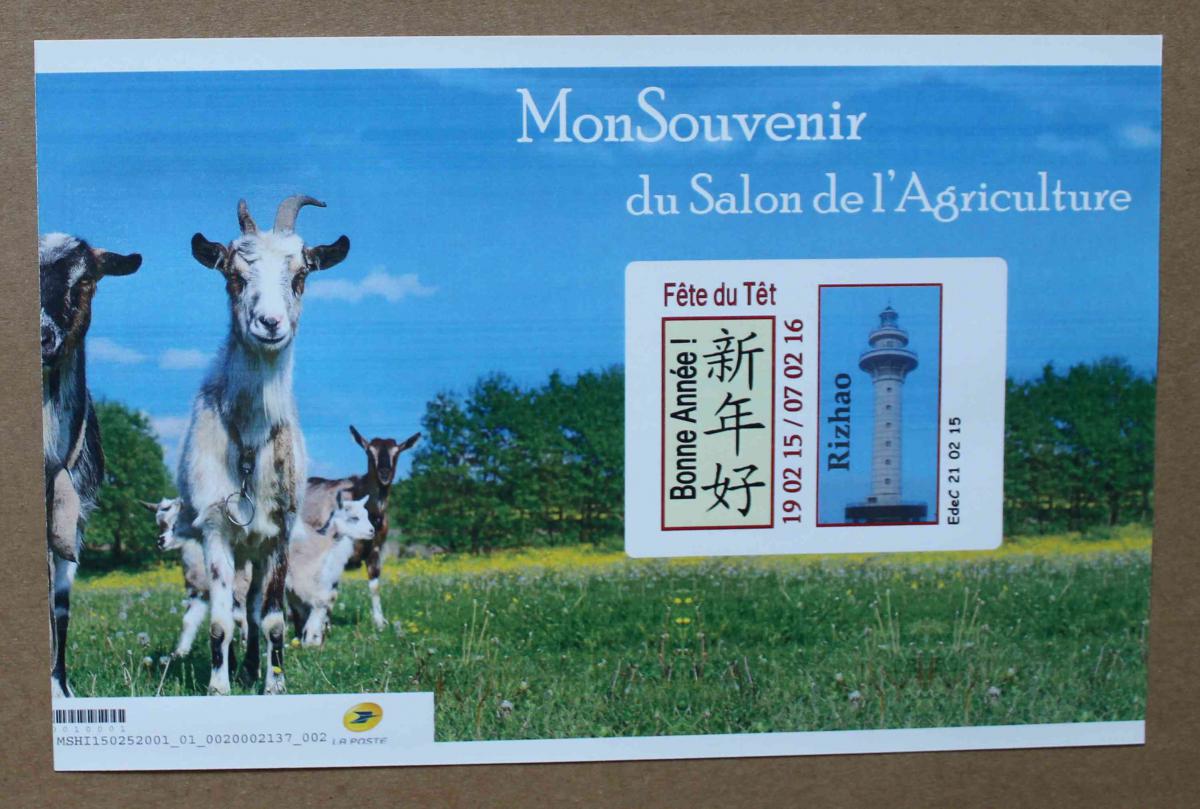 MonSouvenir
du Salon de l'Agriculture
Fête du Têt
Bonne Année !
新年好
19 02 15 / 07 02 16
Rizhao
EdeC 21 02 15
MSHI150252001_01_0020002137_002
LA POSTE